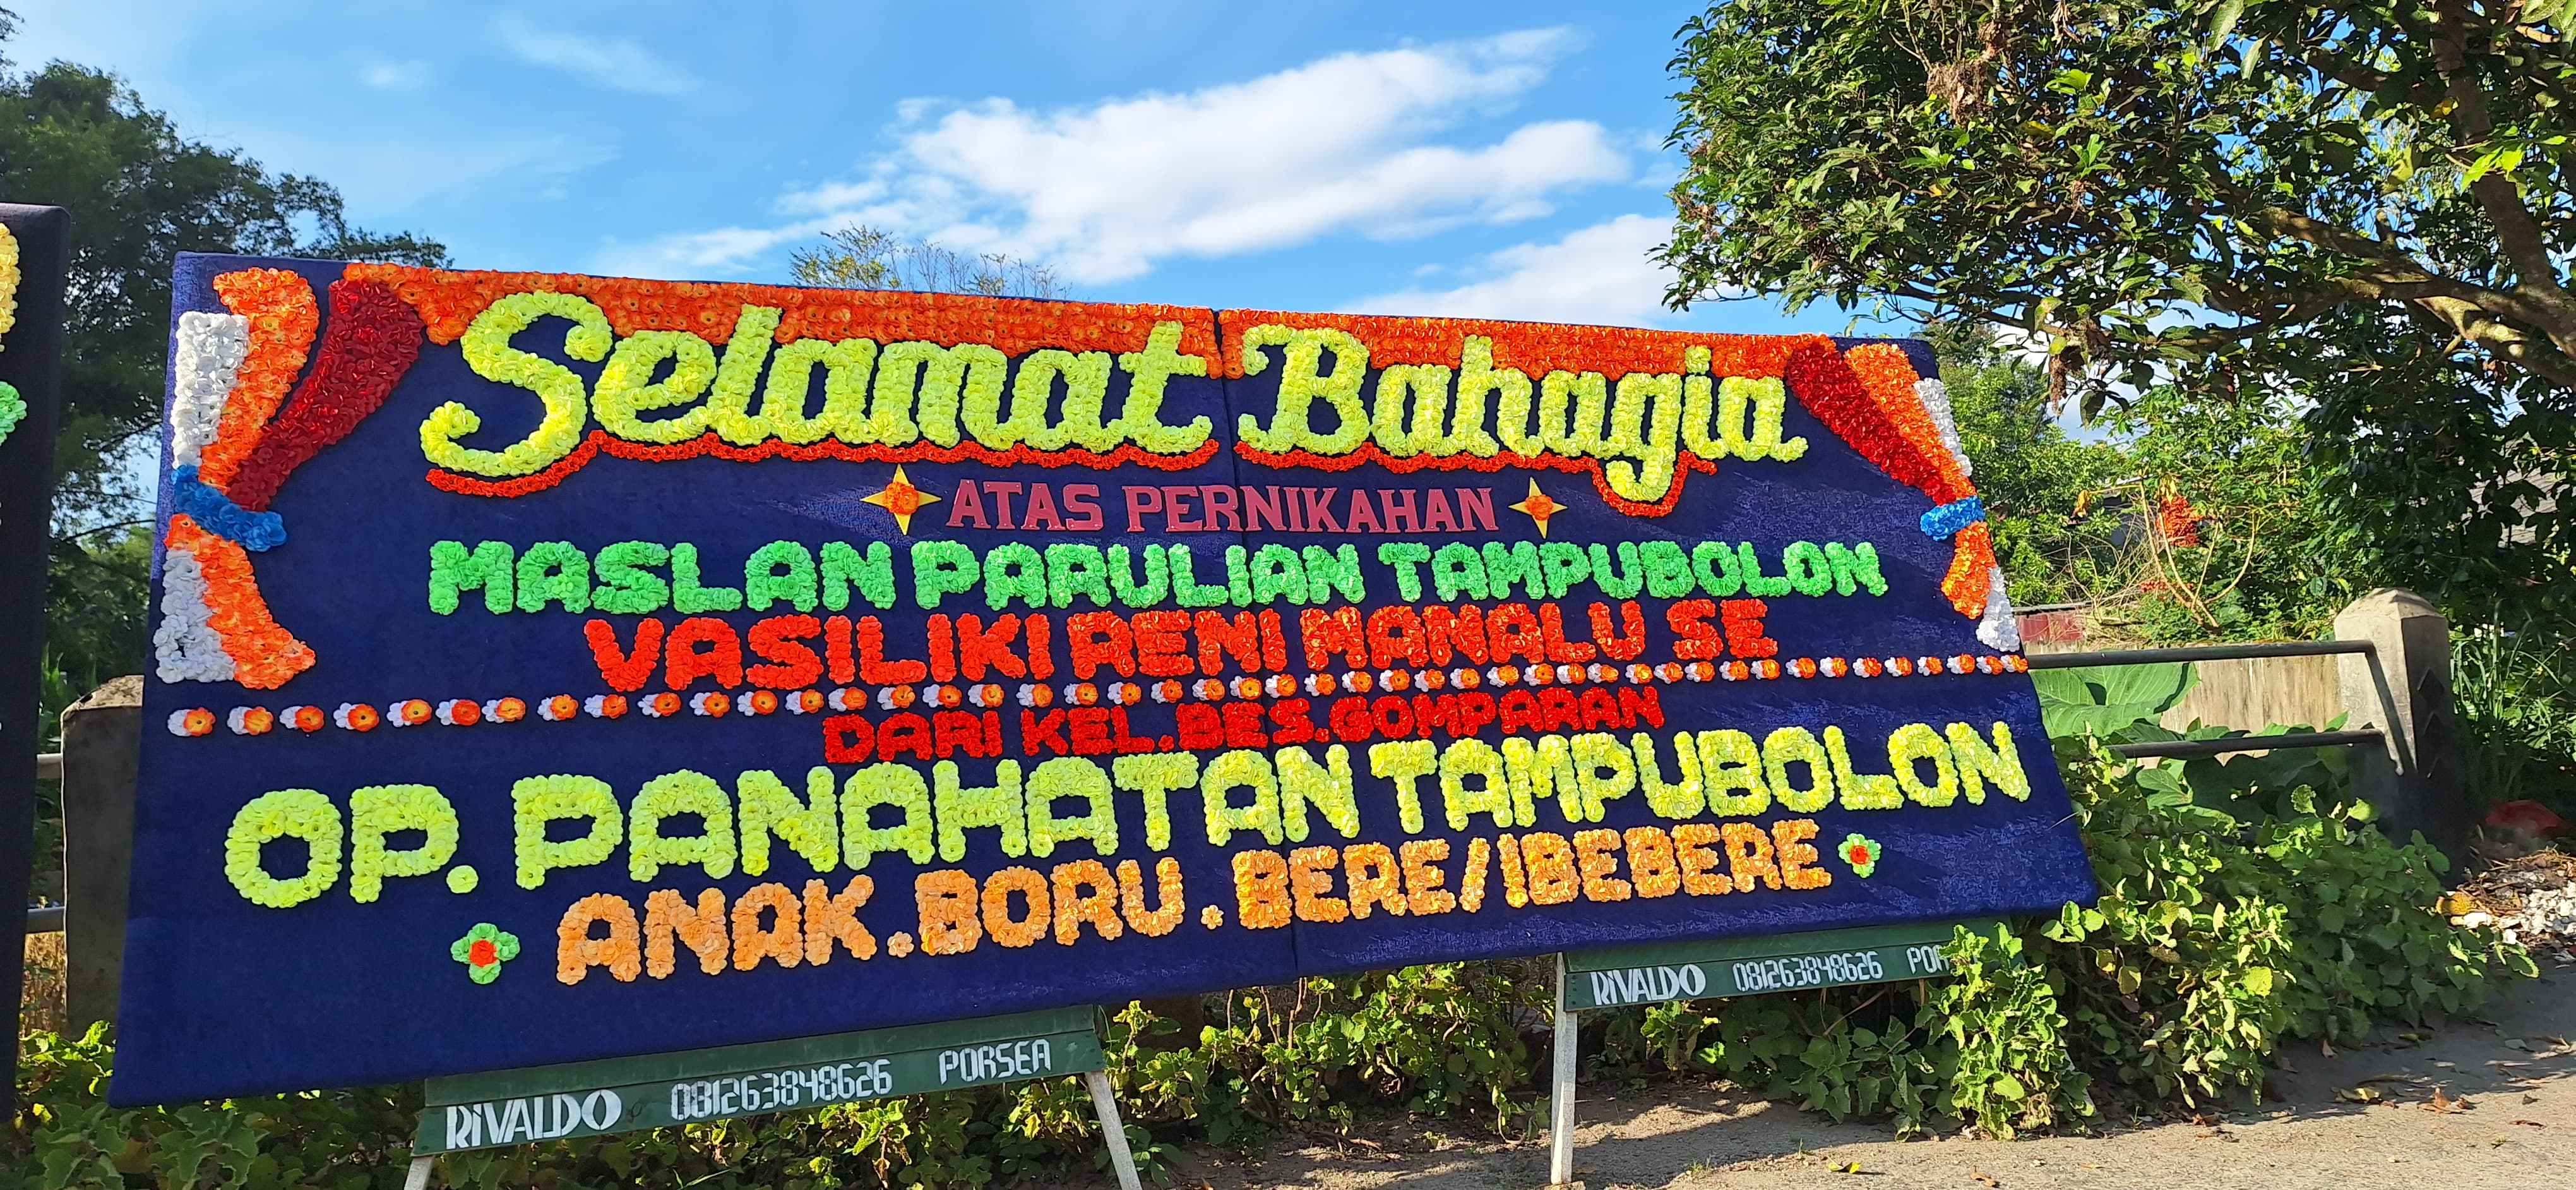 Selamat Bahagia
ATAS PERNIKAHAN
MASLAN PARULIAN TAMPUBOLON
VASILIKI RENI MANALU SE
DARI KEL.BES.GOMPARAN
OP. PANAHATAN TAMPUBOLON
ANAK.BORU.BERE/IBEBERE
RIVALDO 081263848626 PORSEA
RIVALDO 081263848626 POR